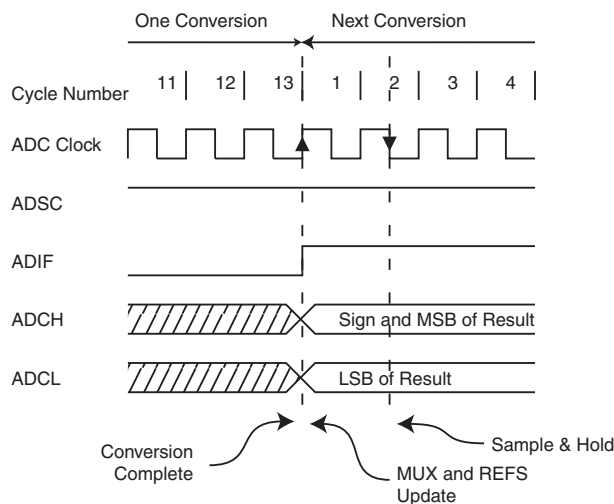 One Conversion Next Conversion
Cycle Number 11 12 13 1 2 3 4
ADC Clock
ADSC
ADIF
ADCH Sign and MSB of Result
ADCL LSB of Result
Conversion
Complete
MUX and REFS
Update
Sample & Hold